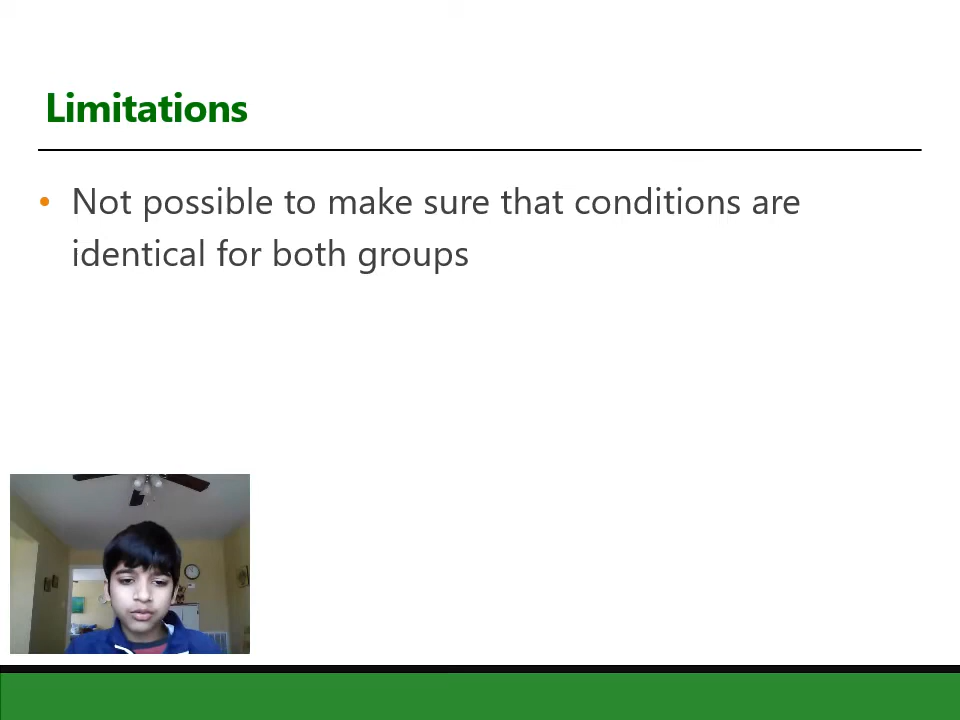 Limitations
• Not possible to make sure that conditions are
identical for both groups